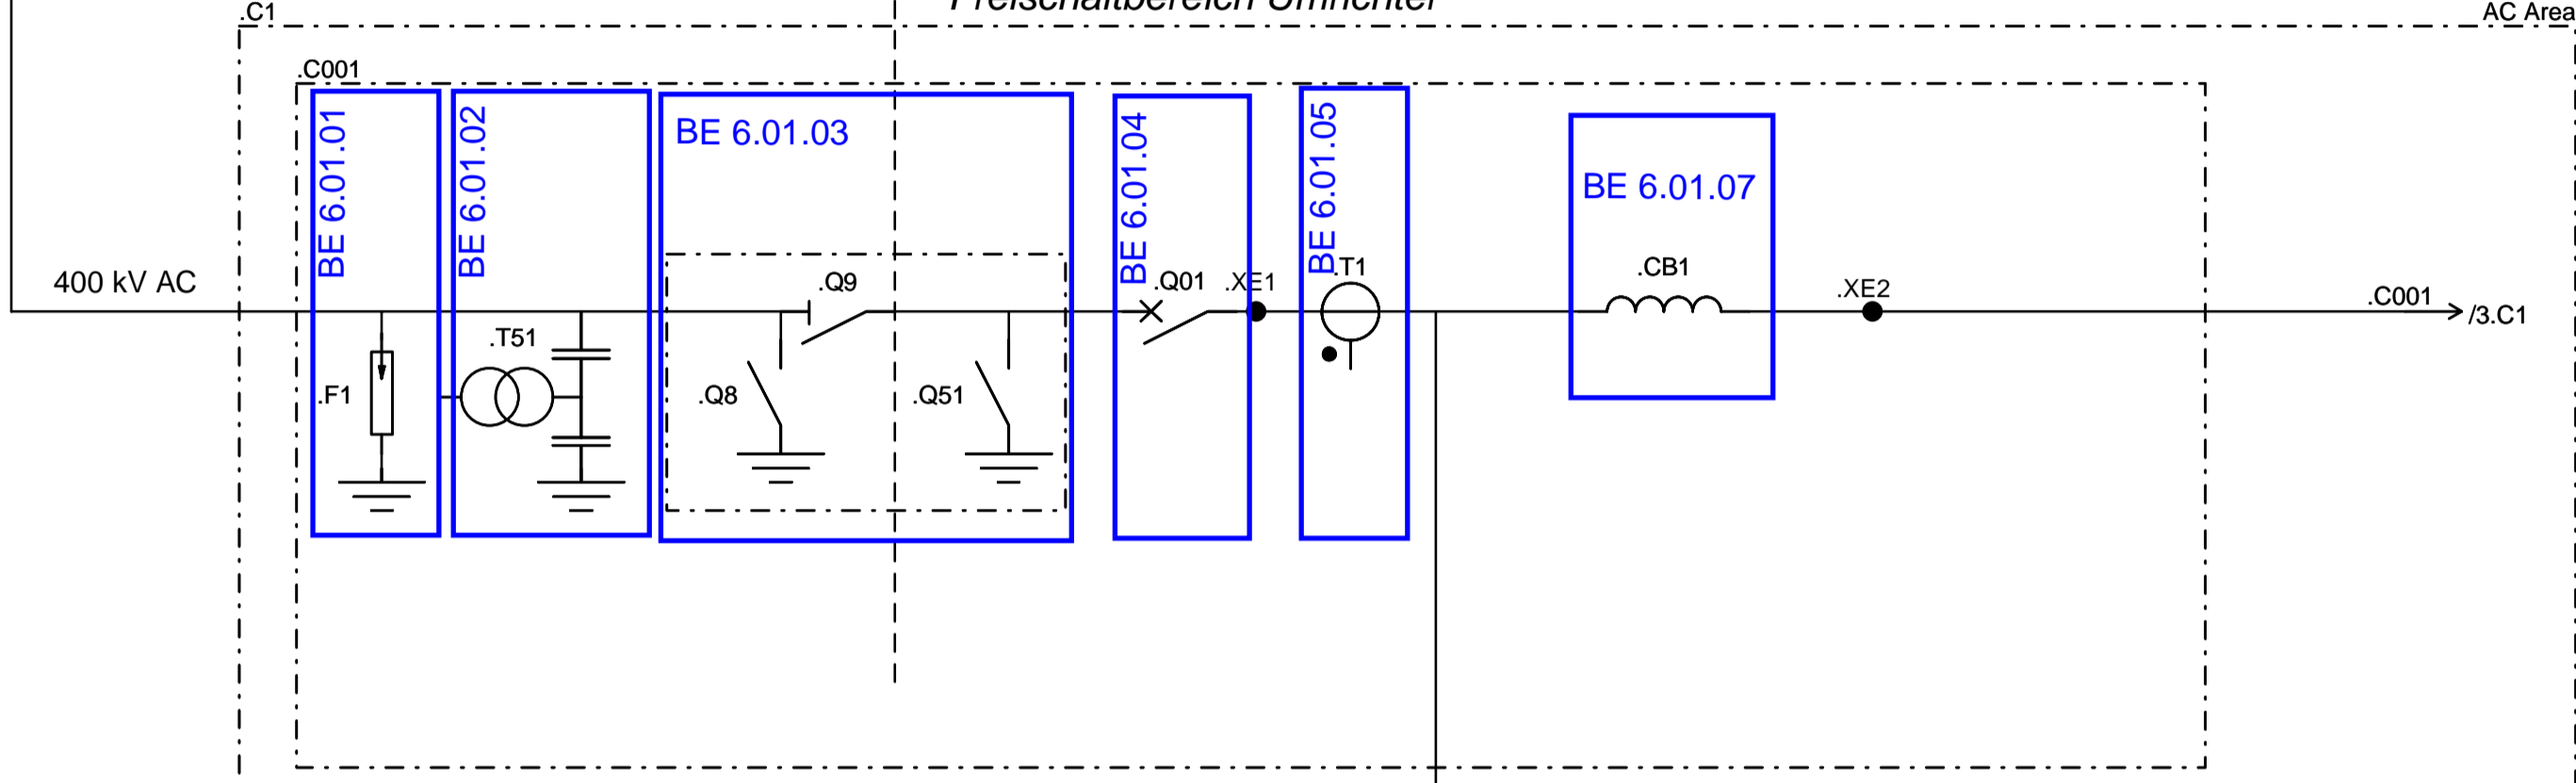 .C1
Freischaltbereich Umrichter
AC Area
.C001
BE 6.01.01
BE 6.01.02
BE 6.01.03
BE 6.01.04
BE 6.01.05
BE 6.01.07
400 kV AC
.Q9
.Q01
.XE1
.T1
.CB1
.XE2
.C001
/3.C1
.T51
.F1
.Q8
.Q51